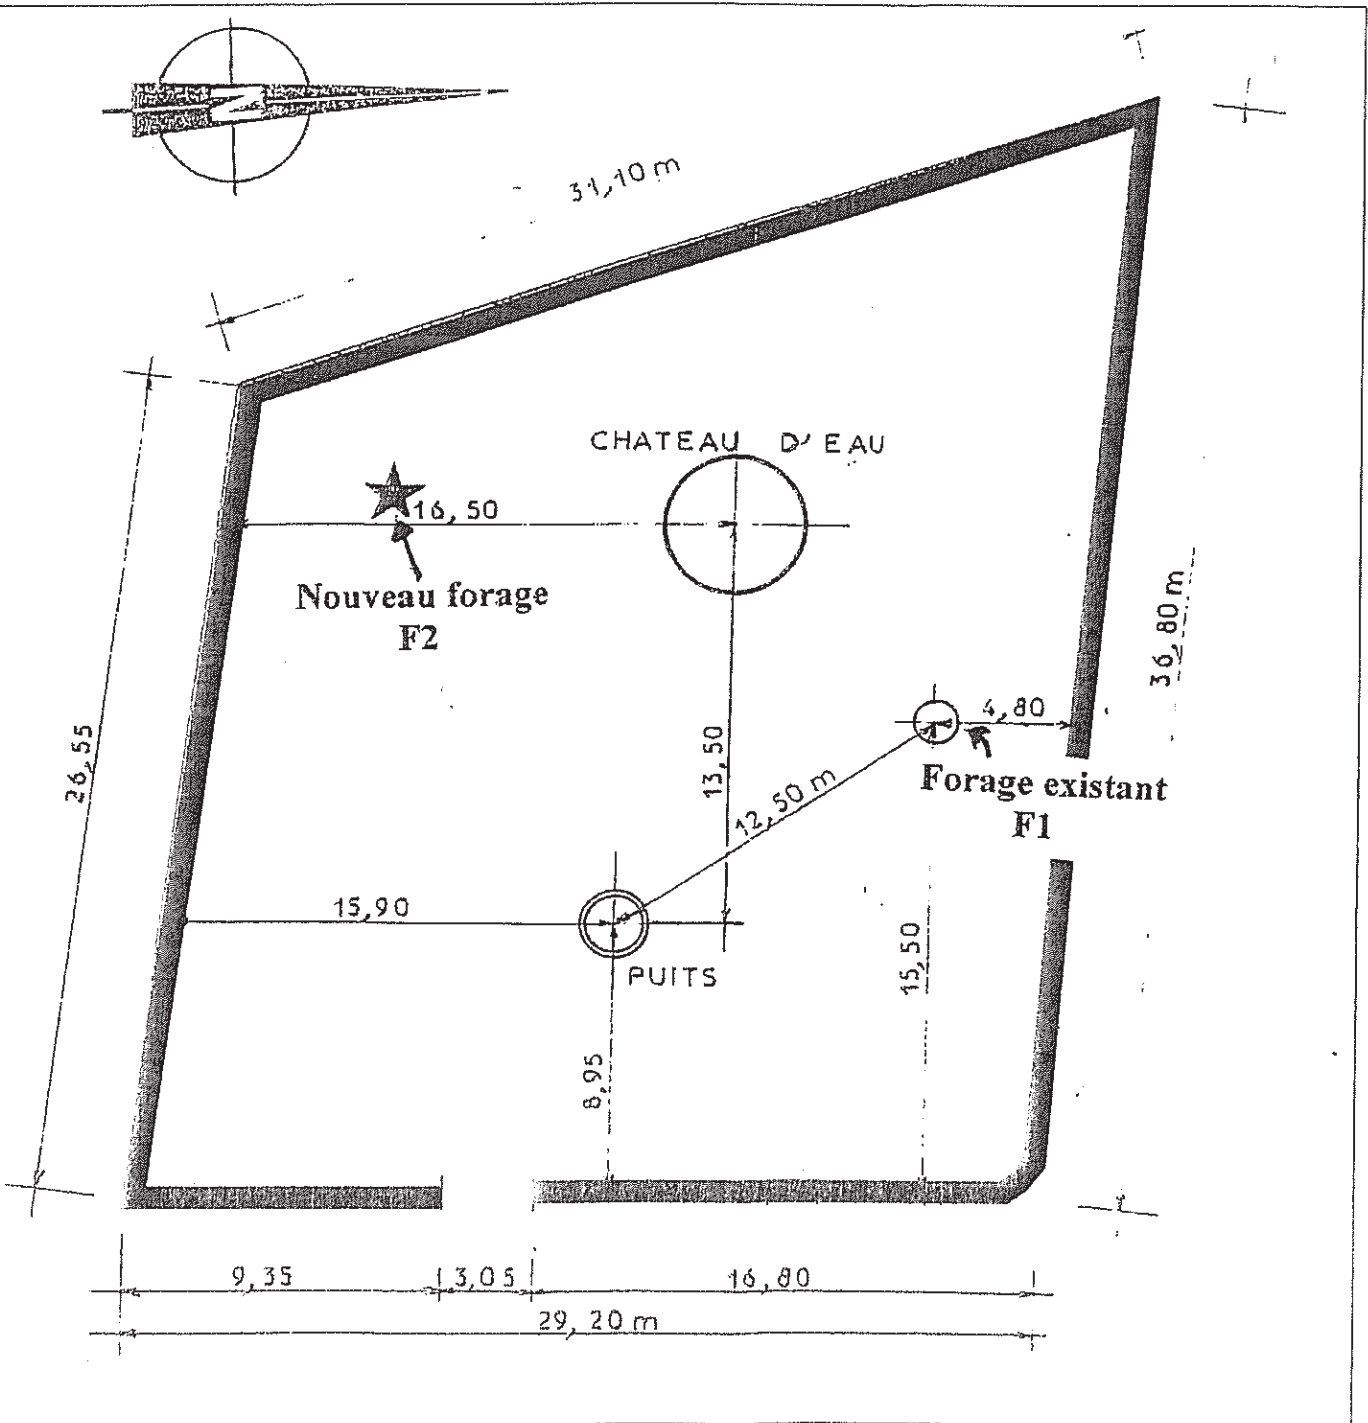 N
31,10 m
CHATEAU D'EAU
16,50
Nouveau forage
F2
36,80 m
4,80
26,55
13,50
12,50 m
Forage existant
F1
15,90
15,50
PUITS
8,95
9,35
3,05
16,80
29,20 m